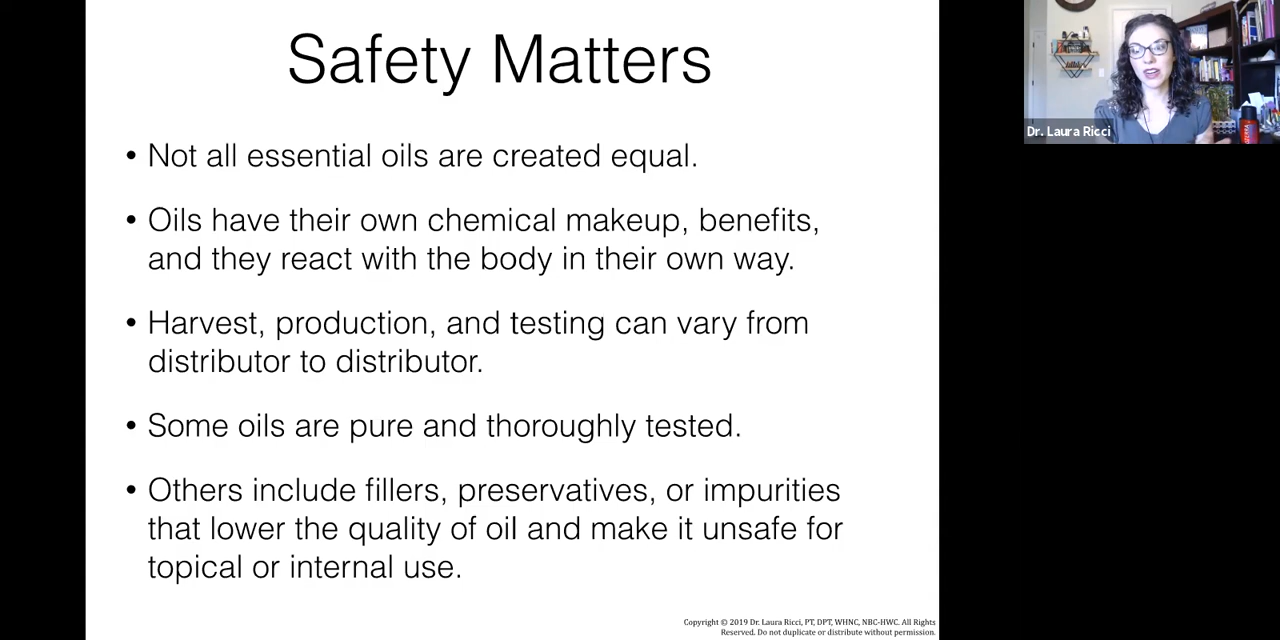 Safety Matters
• Not all essential oils are created equal.
• Oils have their own chemical makeup, benefits,
and they react with the body in their own way.
• Harvest, production, and testing can vary from
distributor to distributor.
• Some oils are pure and thoroughly tested.
• Others include fillers, preservatives, or impurities
that lower the quality of oil and make it unsafe for
topical or internal use.
Copyright © 2019 Dr. Laura Ricci, PT, DPT, WHNC, NBC-HWC. All Rights
Reserved. Do not duplicate or distribute without permission.
Dr. Laura Ricci